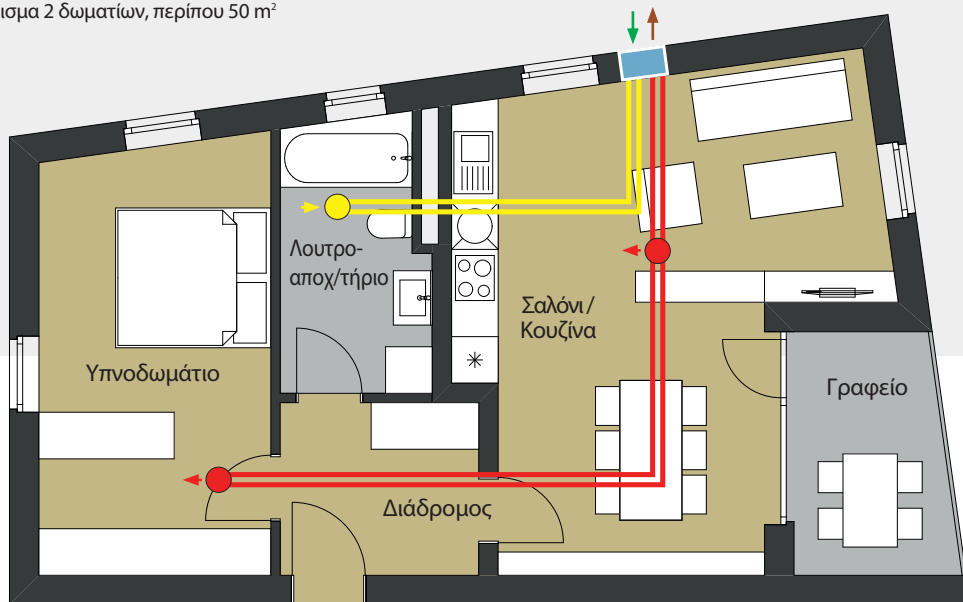 ισμα 2 δωματίων, περίπου 50 m²
Λουτρο-
αποχ/τήριο
Σαλόνι /
Κουζίνα
Υπνοδωμάτιο
Γραφείο
Διάδρομος